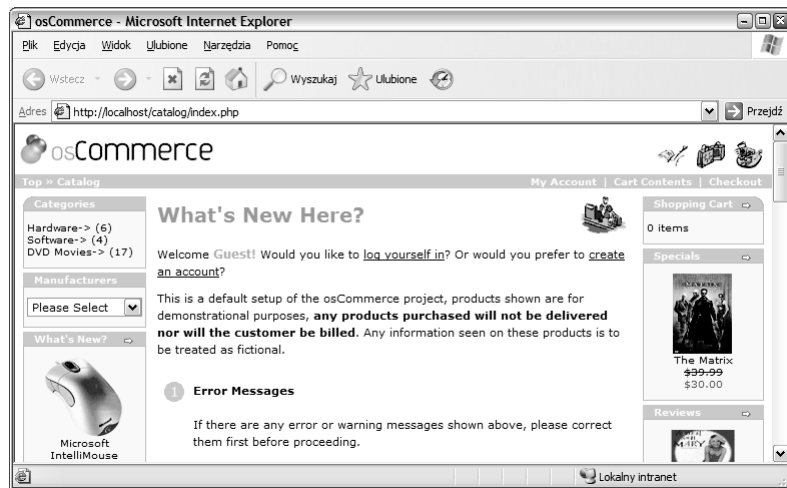 osCommerce - Microsoft Internet Explorer
Plik Edycja Widok Ulubione Narzędzia Pomoc
Wstecz Wyszukaj Ulubione
Adres http://localhost/catalog/index.php Przejdź
osCommerce
Top » Catalog My Account | Cart Contents | Checkout
Categories
Hardware-> (6)
Software-> (4)
DVD Movies-> (17)
Manufacturers
Please Select
What's New?
Microsoft
IntelliMouse
What's New Here?
Welcome Guest! Would you like to log yourself in? Or would you prefer to create
an account?
This is a default setup of the osCommerce project, products shown are for
demonstrational purposes, any products purchased will not be delivered
nor will the customer be billed. Any information seen on these products is to
be treated as fictional.
1 Error Messages
If there are any error or warning messages shown above, please correct
them first before proceeding.
Shopping Cart
0 items
Specials
MATRIX
The Matrix
$39.99
$30.00
Reviews
MARY
Lokalny intranet